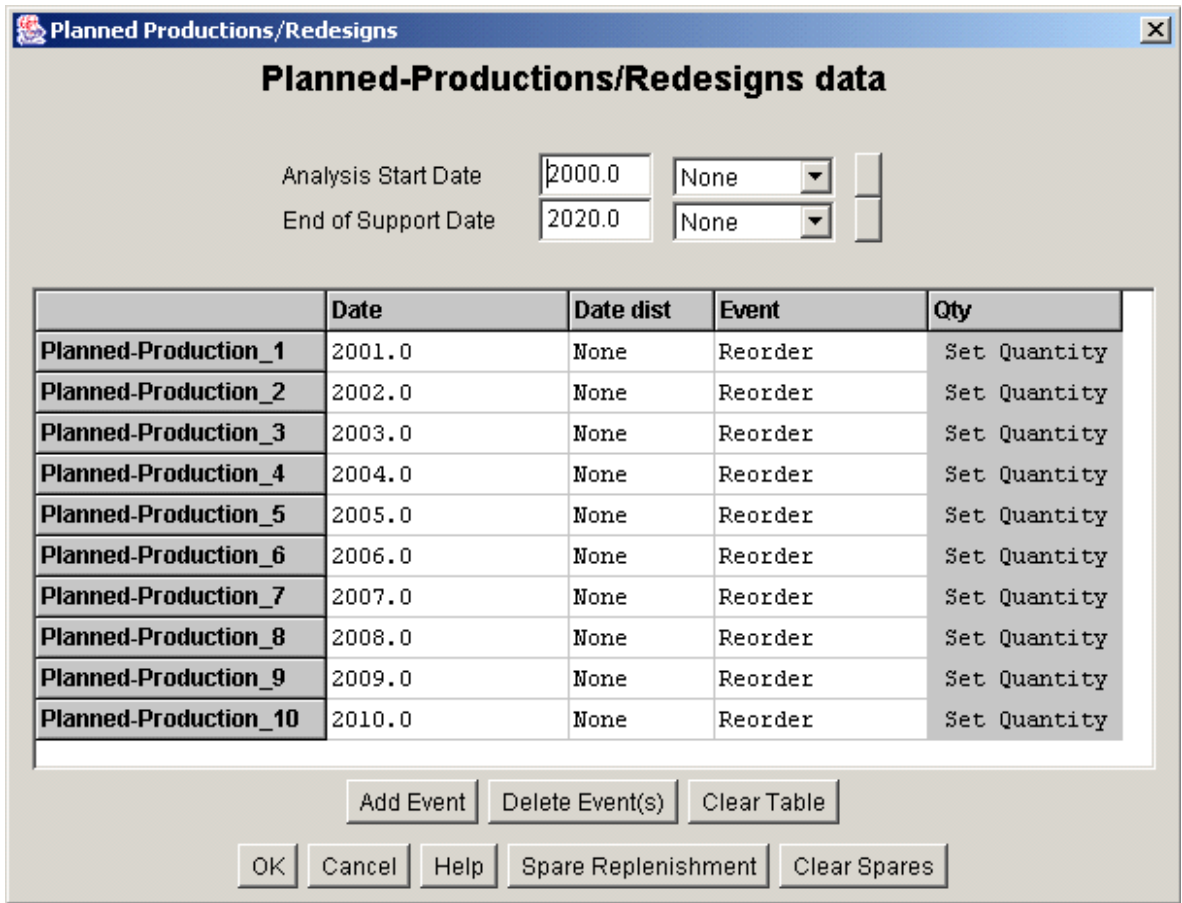 Planned Productions/Redesigns
Planned-Productions/Redesigns data
Analysis Start Date 2000.0 None
End of Support Date 2020.0 None
Date Date dist Event Qty
Planned-Production_1 2001.0 None Reorder Set Quantity
Planned-Production_2 2002.0 None Reorder Set Quantity
Planned-Production_3 2003.0 None Reorder Set Quantity
Planned-Production_4 2004.0 None Reorder Set Quantity
Planned-Production_5 2005.0 None Reorder Set Quantity
Planned-Production_6 2006.0 None Reorder Set Quantity
Planned-Production_7 2007.0 None Reorder Set Quantity
Planned-Production_8 2008.0 None Reorder Set Quantity
Planned-Production_9 2009.0 None Reorder Set Quantity
Planned-Production_10 2010.0 None Reorder Set Quantity
Add Event Delete Event(s) Clear Table
OK Cancel Help Spare Replenishment Clear Spares